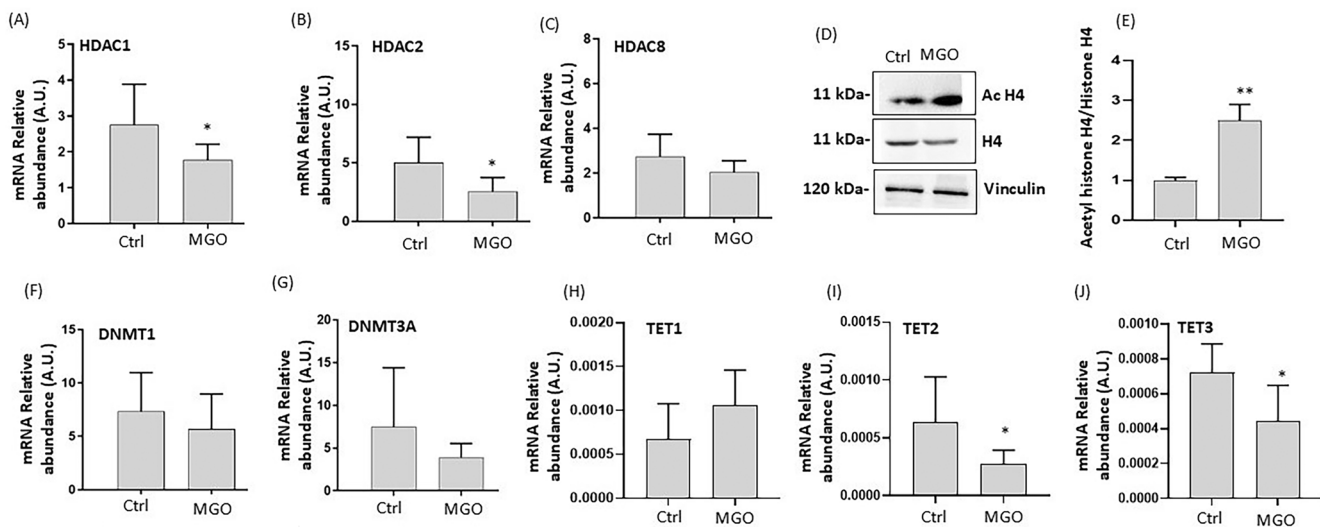 (A)
HDAC1
mRNA Relative
abundance (A.U.)
5
4
3
2
1
0
*
Ctrl
MGO
(B)
HDAC2
mRNA Relative
abundance (A.U.)
15
10
5
0
*
Ctrl
MGO
(C)
HDAC8
mRNA Relative
abundance (A.U.)
8
6
4
2
0
Ctrl
MGO
(D)
Ctrl MGO
11 kDa- Ac H4
11 kDa- H4
120 kDa- Vinculin
(E)
Acetyl histone H4/Histone H4
4
3
2
1
0
**
Ctrl
MGO
(F)
DNMT1
mRNA Relative
abundance (A.U.)
15
10
5
0
Ctrl
MGO
(G)
DNMT3A
mRNA Relative
abundance (A.U.)
20
15
10
5
0
Ctrl
MGO
(H)
TET1
mRNA Relative
abundance (A.U.)
0.0020
0.0015
0.0010
0.0005
0.0000
Ctrl
MGO
(I)
TET2
mRNA Relative
abundance (A.U.)
0.0015
0.0010
0.0005
0.0000
*
Ctrl
MGO
(J)
TET3
mRNA Relative
abundance (A.U.)
0.0010
0.0008
0.0006
0.0004
0.0002
0.0000
*
Ctrl
MGO